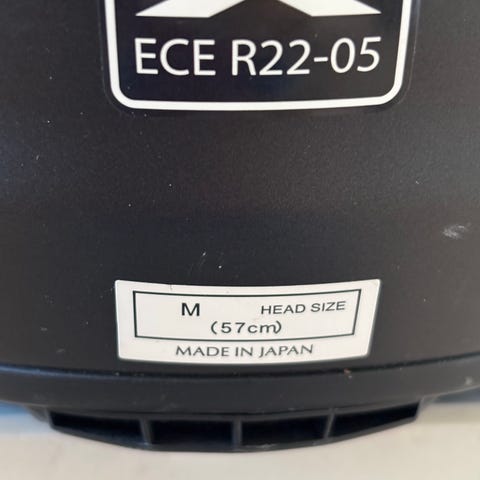 ECE R22-05
M HEAD SIZE
(57cm)
MADE IN JAPAN